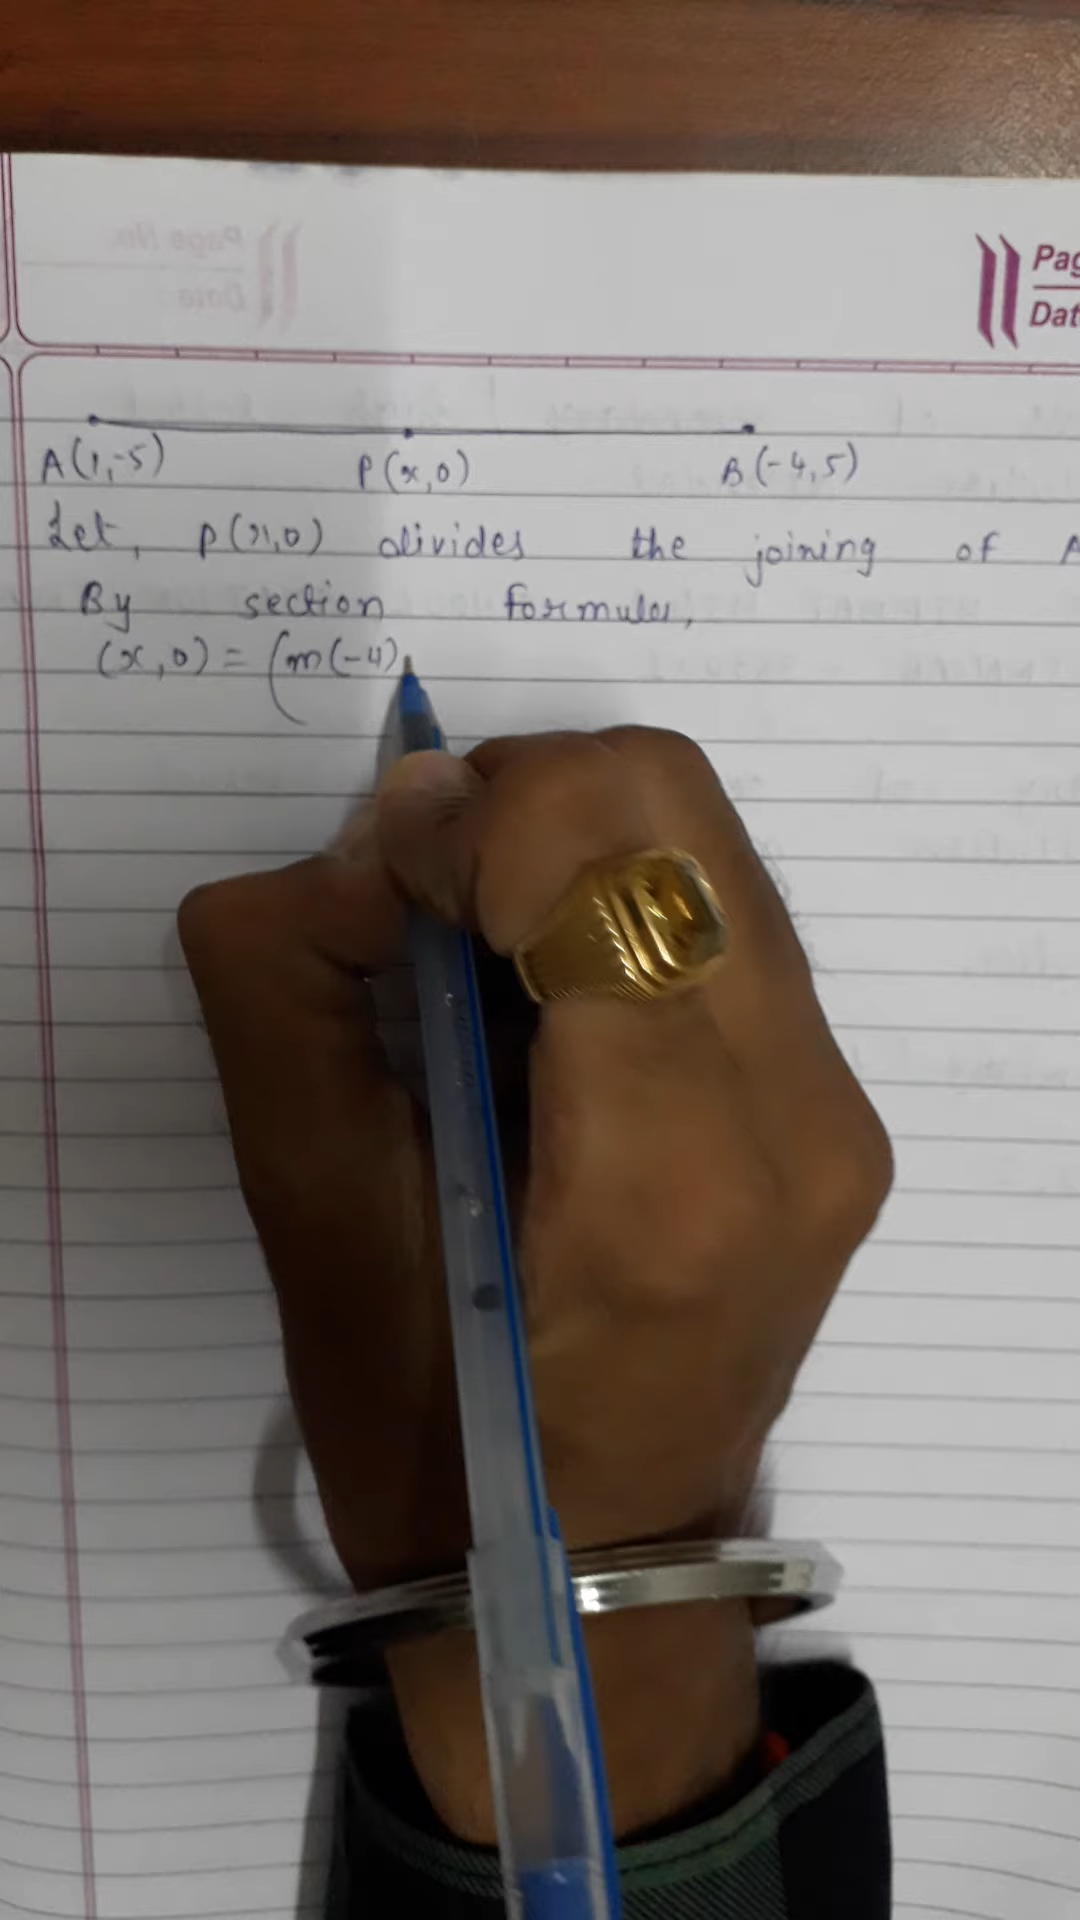 Pag
Dat
A(1,-5) P(x,0) B(-4,5)
Let, P(x,0) divides the joining of A
By section formula,
(x,0) = (m(-4)